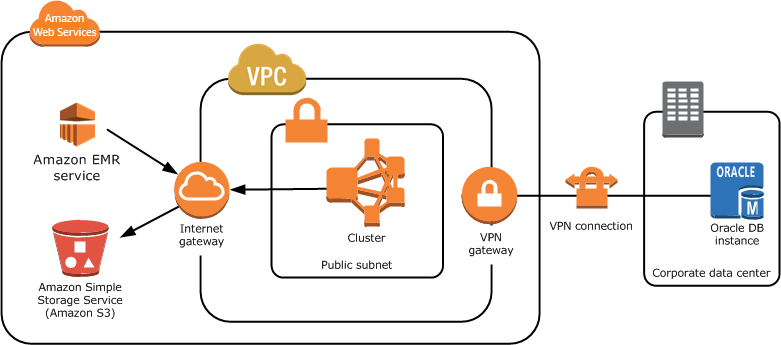 Amazon
Web Services
VPC
Amazon EMR
service
Internet
gateway
Cluster
Public subnet
VPN
gateway
VPN connection
ORACLE
M
Oracle DB
instance
Corporate data center
Amazon Simple
Storage Service
(Amazon S3)